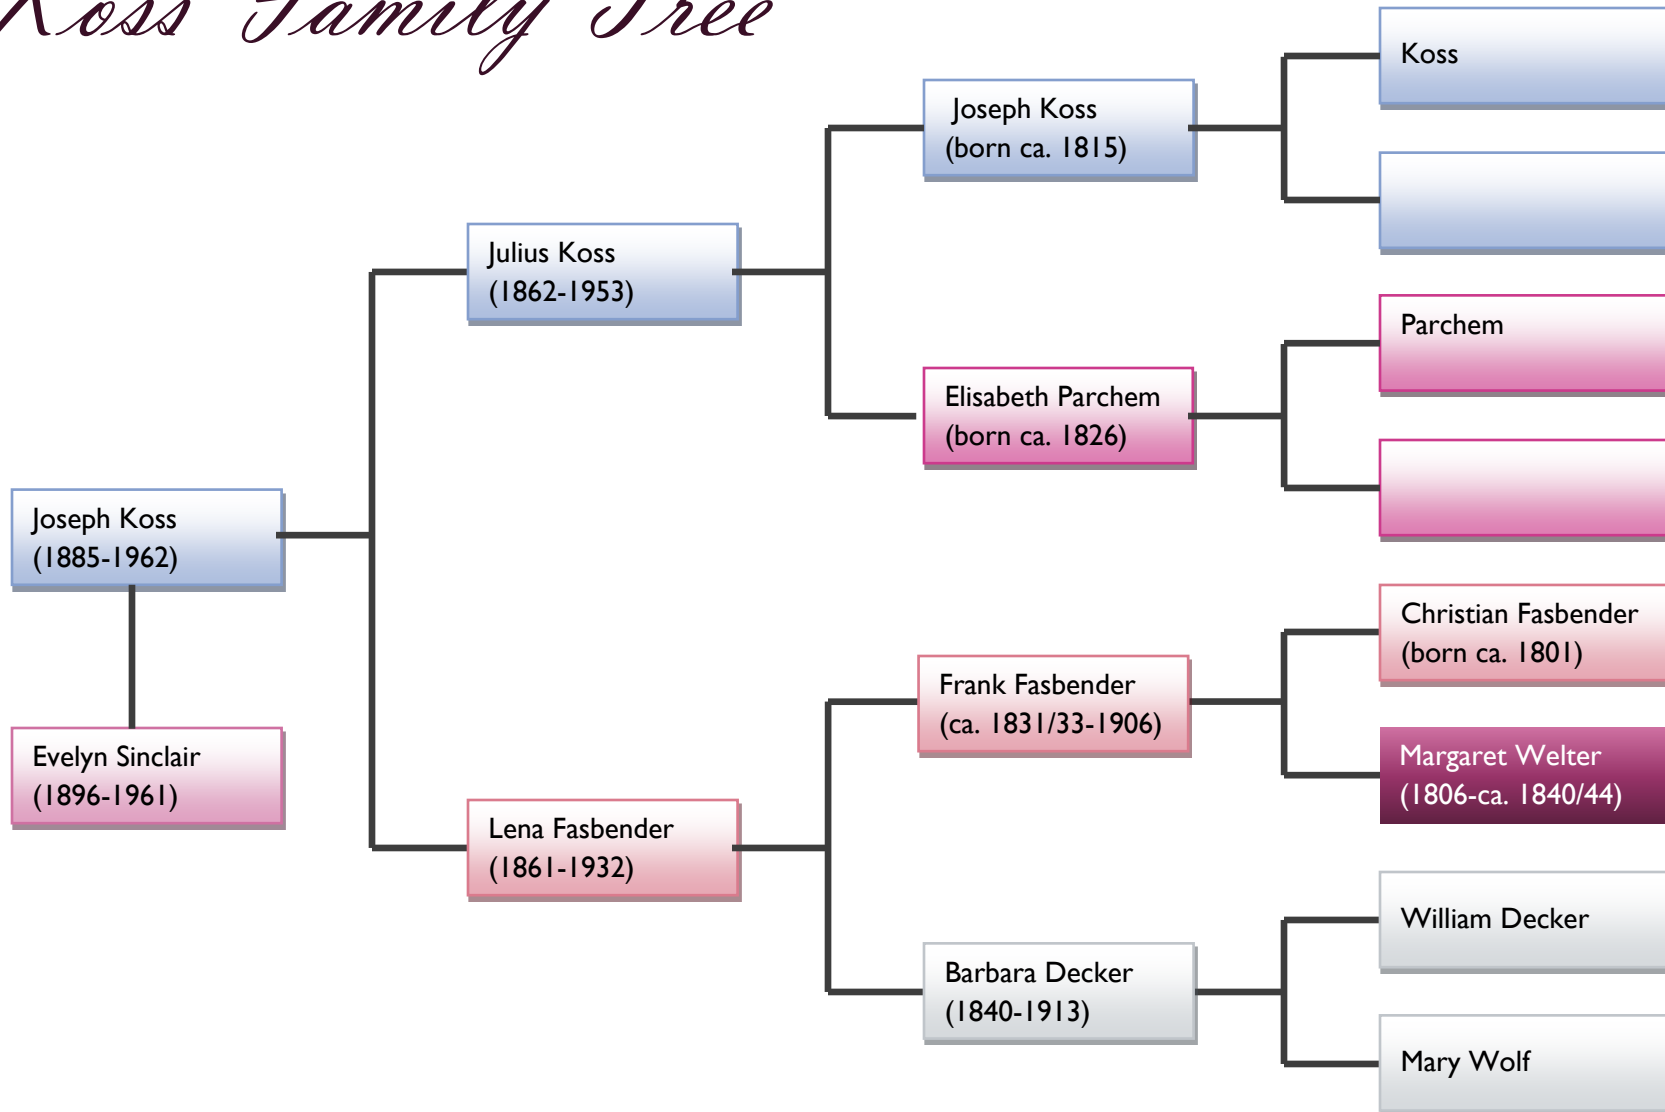 Koss Family Tree
Koss
Joseph Koss
(born ca. 1815)
Julius Koss
(1862-1953)
Parchem
Elisabeth Parchem
(born ca. 1826)
Joseph Koss
(1885-1962)
Christian Fasbender
(born ca. 1801)
Frank Fasbender
(ca. 1831/33-1906)
Evelyn Sinclair
(1896-1961)
Margaret Welter
(1806-ca. 1840/44)
Lena Fasbender
(1861-1932)
William Decker
Barbara Decker
(1840-1913)
Mary Wolf